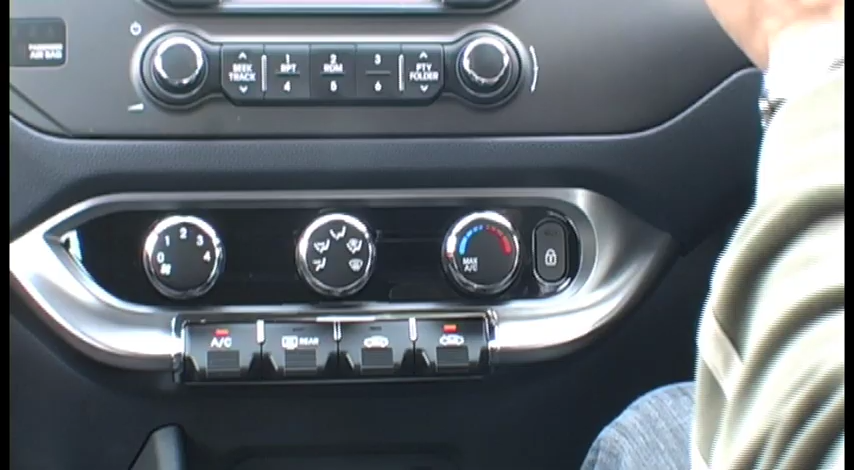 PASSENGER
AIR BAG
SEEK
TRACK
1
RPT
4
2
RDM
5
3
6
PTY
FOLDER
0 1 2 3 4
MAX
A/C
A/C
REAR